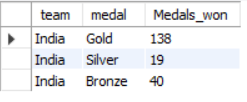 team medal Medals_won
India Gold 138
India Silver 19
India Bronze 40